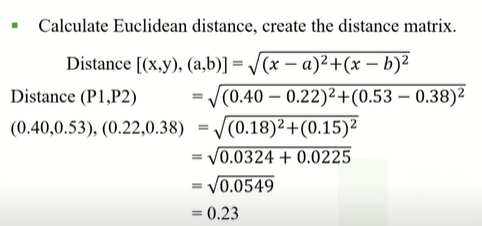 ▪ Calculate Euclidean distance, create the distance matrix.
Distance [(x,y), (a,b)] = √(x − a)²+(x − b)²
Distance (P1,P2) = √(0.40 − 0.22)²+(0.53 − 0.38)²
(0.40,0.53), (0.22,0.38) = √(0.18)²+(0.15)²
= √0.0324 + 0.0225
= √0.0549
= 0.23